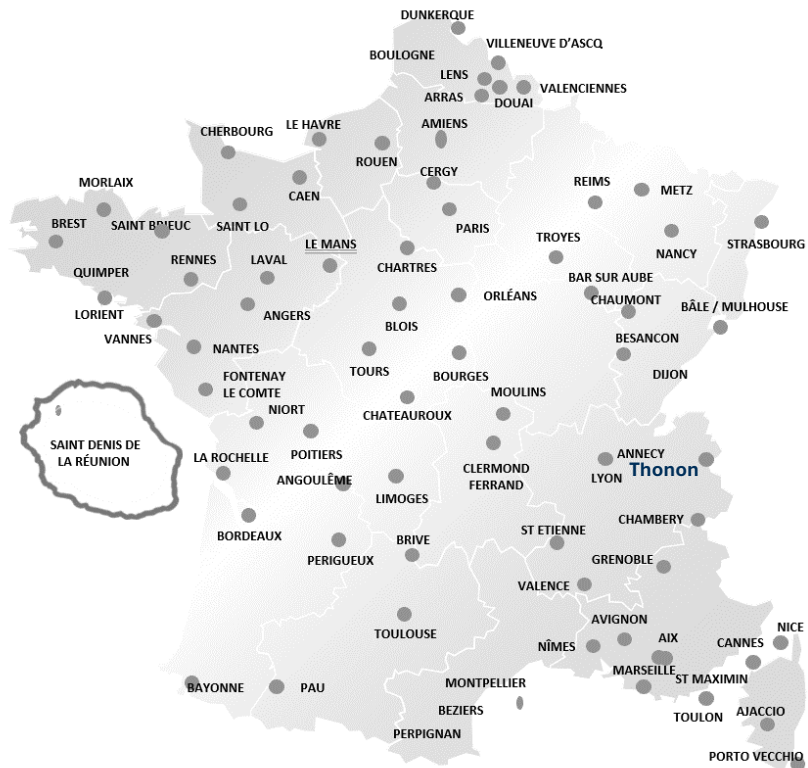 DUNKERQUE
VILLENEUVE D'ASCQ
BOULOGNE
LENS
VALENCIENNES
ARRAS
DOUAI
AMIENS
LE HAVRE
CHERBOURG
ROUEN
CERGY
CAEN
REIMS
METZ
MORLAIX
BREST
SAINT BRIEUC
SAINT LO
PARIS
TROYES
NANCY
STRASBOURG
LE MANS
RENNES
LAVAL
CHARTRES
QUIMPER
BAR SUR AUBE
ORLÉANS
CHAUMONT
BÂLE / MULHOUSE
LORIENT
ANGERS
BLOIS
VANNES
BESANCON
NANTES
TOURS
BOURGES
DIJON
FONTENAY
LE COMTE
MOULINS
NIORT
CHATEAUROUX
SAINT DENIS DE
LA RÉUNION
LA ROCHELLE
POITIERS
ANGOULÊME
LIMOGES
CLERMOND
FERRAND
ANNECY
LYON
Thonon
BORDEAUX
CHAMBERY
ST ETIENNE
PERIGUEUX
BRIVE
GRENOBLE
VALENCE
AVIGNON
TOULOUSE
NÎMES
AIX
CANNES
NICE
MARSEILLE
ST MAXIMIN
BAYONNE
PAU
MONTPELLIER
BEZIERS
TOULON
AJACCIO
PERPIGNAN
PORTO VECCHIO